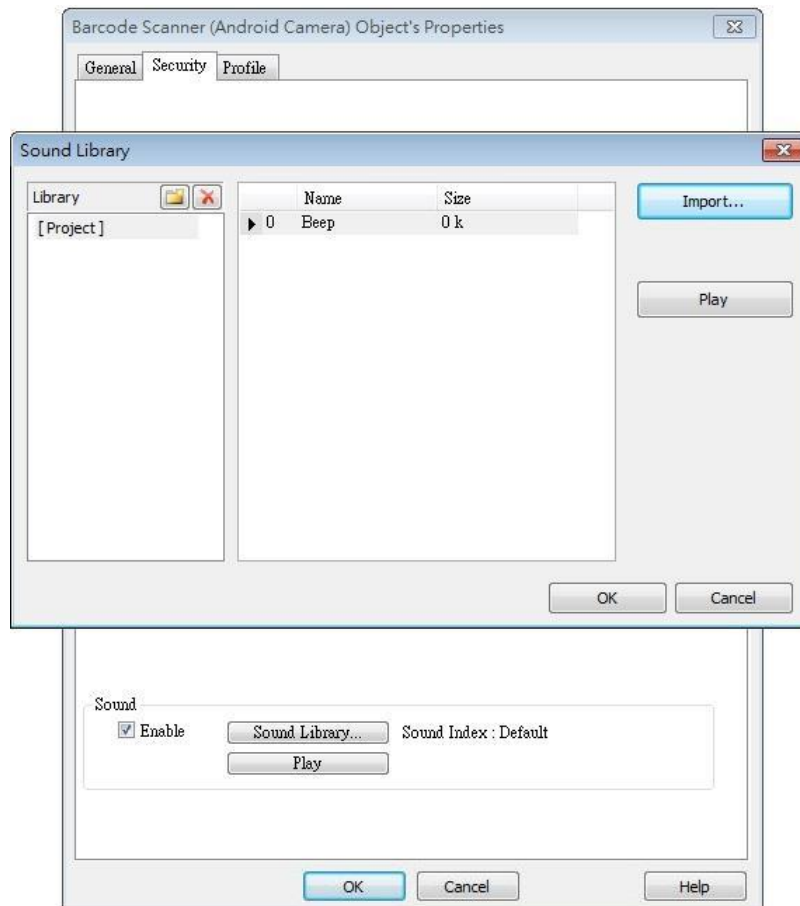 Barcode Scanner (Android Camera) Object's Properties
General Security Profile
Sound Library
Library
Name Size
Import...
[Project]
0 Beep 0 k
Play
OK Cancel
Sound
Enable Sound Library... Sound Index : Default
Play
OK Cancel Help